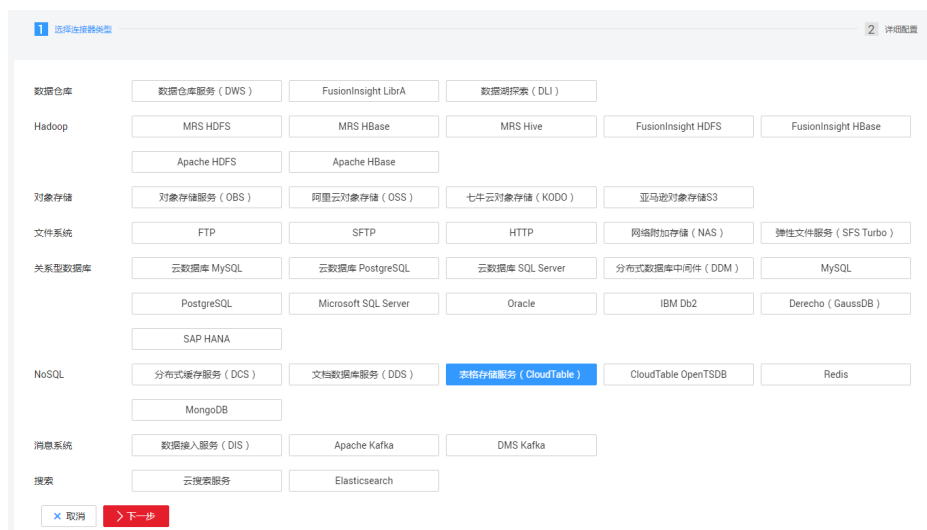 1 选择连接器类型 2 详细配置
数据仓库 数据仓库服务（DWS） FusionInsight LibrA 数据湖探索（DLI）
Hadoop MRS HDFS MRS HBase MRS Hive FusionInsight HDFS FusionInsight HBase
Apache HDFS Apache HBase
对象存储 对象存储服务（OBS） 阿里云对象存储（OSS） 七牛云对象存储（KODO） 亚马逊对象存储S3
文件系统 FTP SFTP HTTP 网络附加存储（NAS） 弹性文件服务（SFS Turbo）
关系型数据库 云数据库 MySQL 云数据库 PostgreSQL 云数据库 SQL Server 分布式数据库中间件（DDM） MySQL
PostgreSQL Microsoft SQL Server Oracle IBM Db2 Derecho（GaussDB）
SAP HANA
NoSQL 分布式缓存服务（DCS） 文档数据库服务（DDS） 表格存储服务（CloudTable） CloudTable OpenTSDB Redis
MongoDB
消息系统 数据接入服务（DIS） Apache Kafka DMS Kafka
搜索 云搜索服务 Elasticsearch
× 取消 下一步